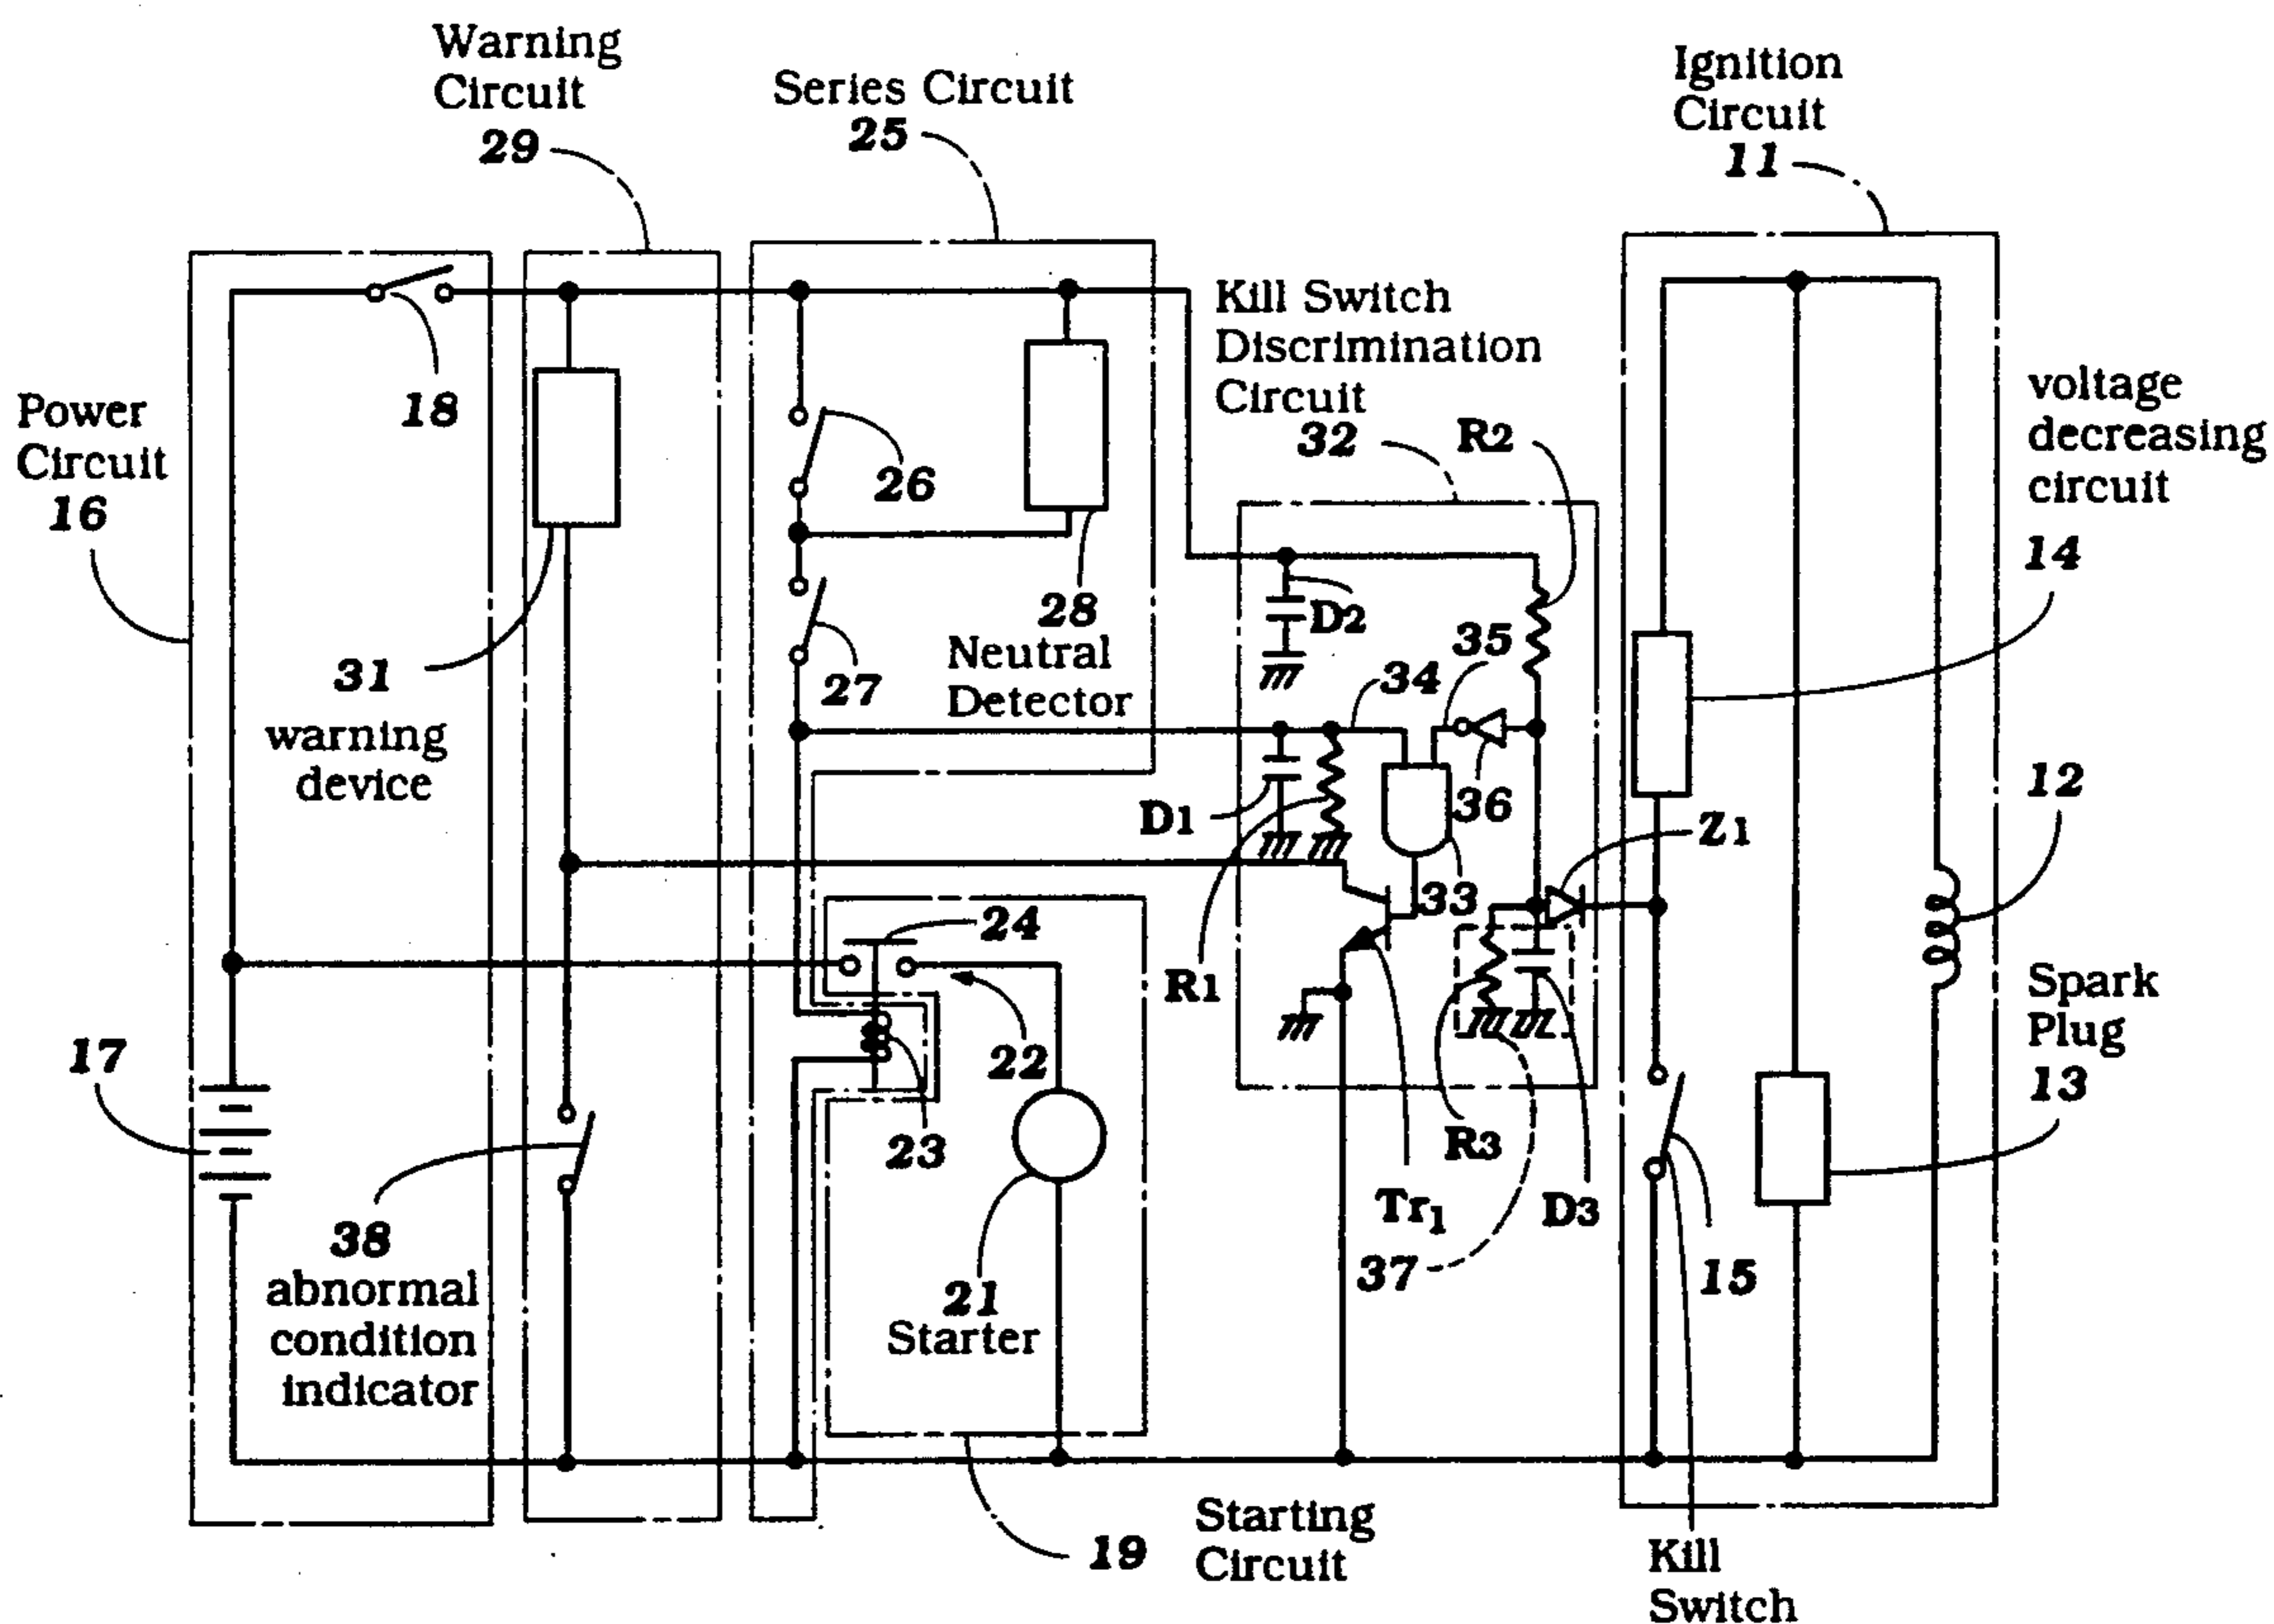 Warning
Circuit
29
Series Circuit
25
Ignition
Circuit
11
Power
Circuit
16
18
31
warning
device
26
27
28
Neutral
Detector
Kill Switch
Discrimination
Circuit
32
R2
D2
34
35
36
33
D1
R1
Z1
voltage
decreasing
circuit
14
12
Spark
Plug
13
17
24
22
23
21
Starter
R3
Tr1
37
D3
15
38
abnormal
condition
indicator
19
Starting
Circuit
Kill
Switch